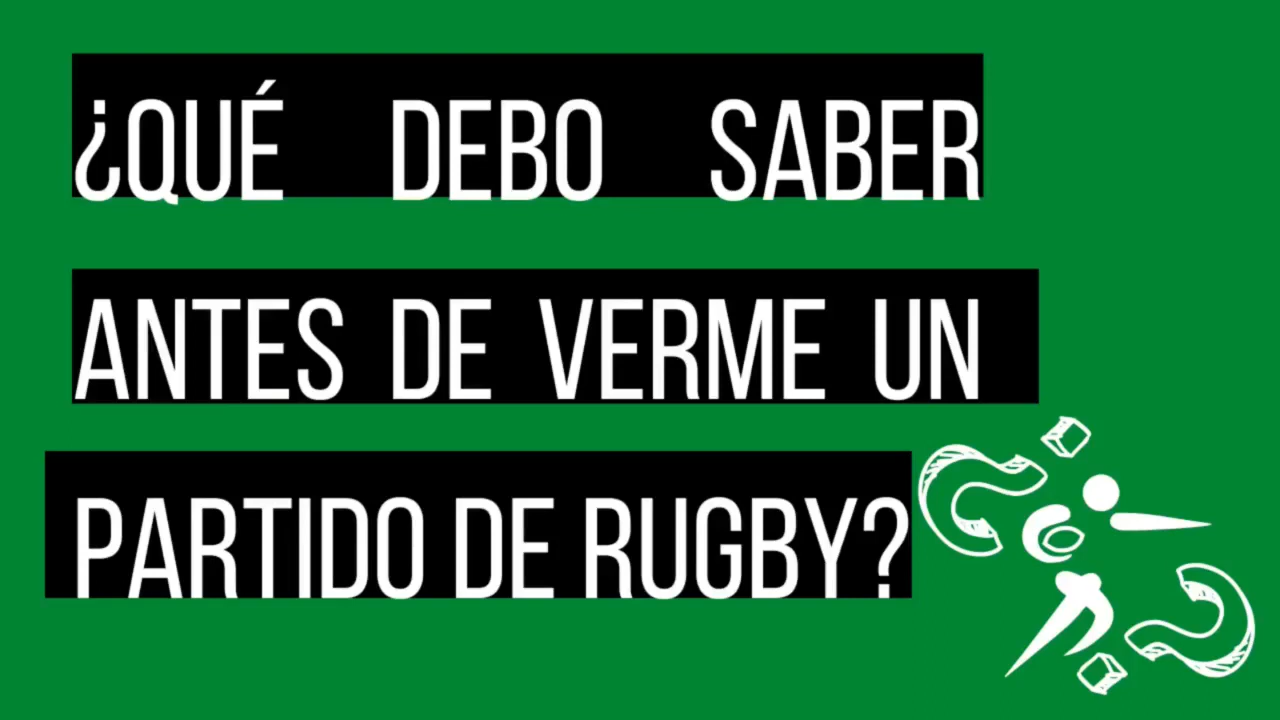 ¿QUÉ DEBO SABER
ANTES DE VERME UN
PARTIDO DE RUGBY?